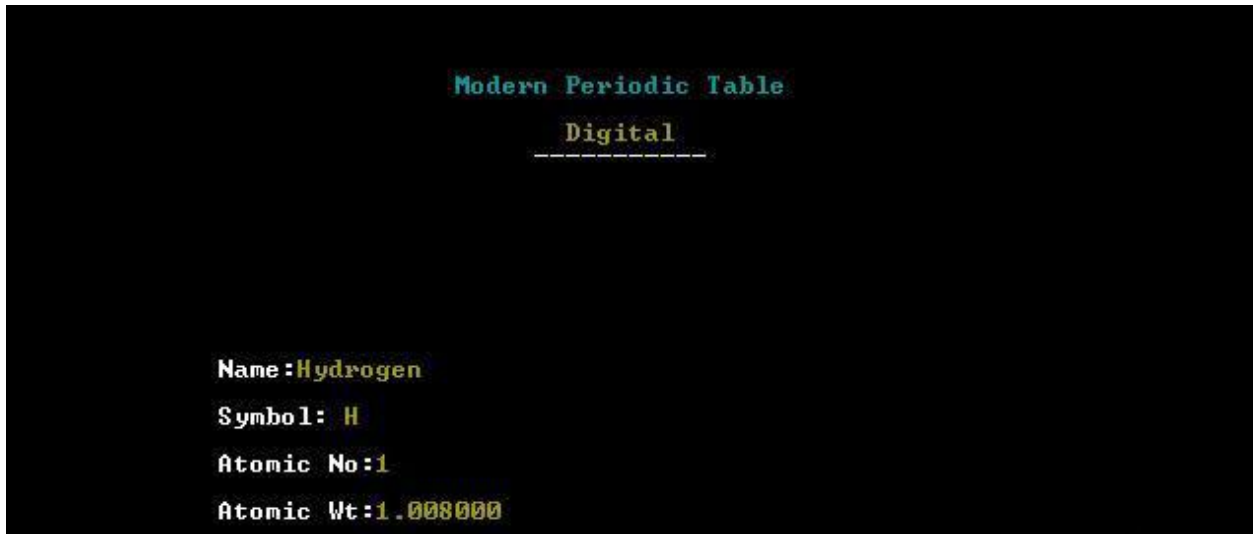 Modern Periodic Table
Digital
-----------
Name:Hydrogen
Symbol: H
Atomic No:1
Atomic Wt:1.008000